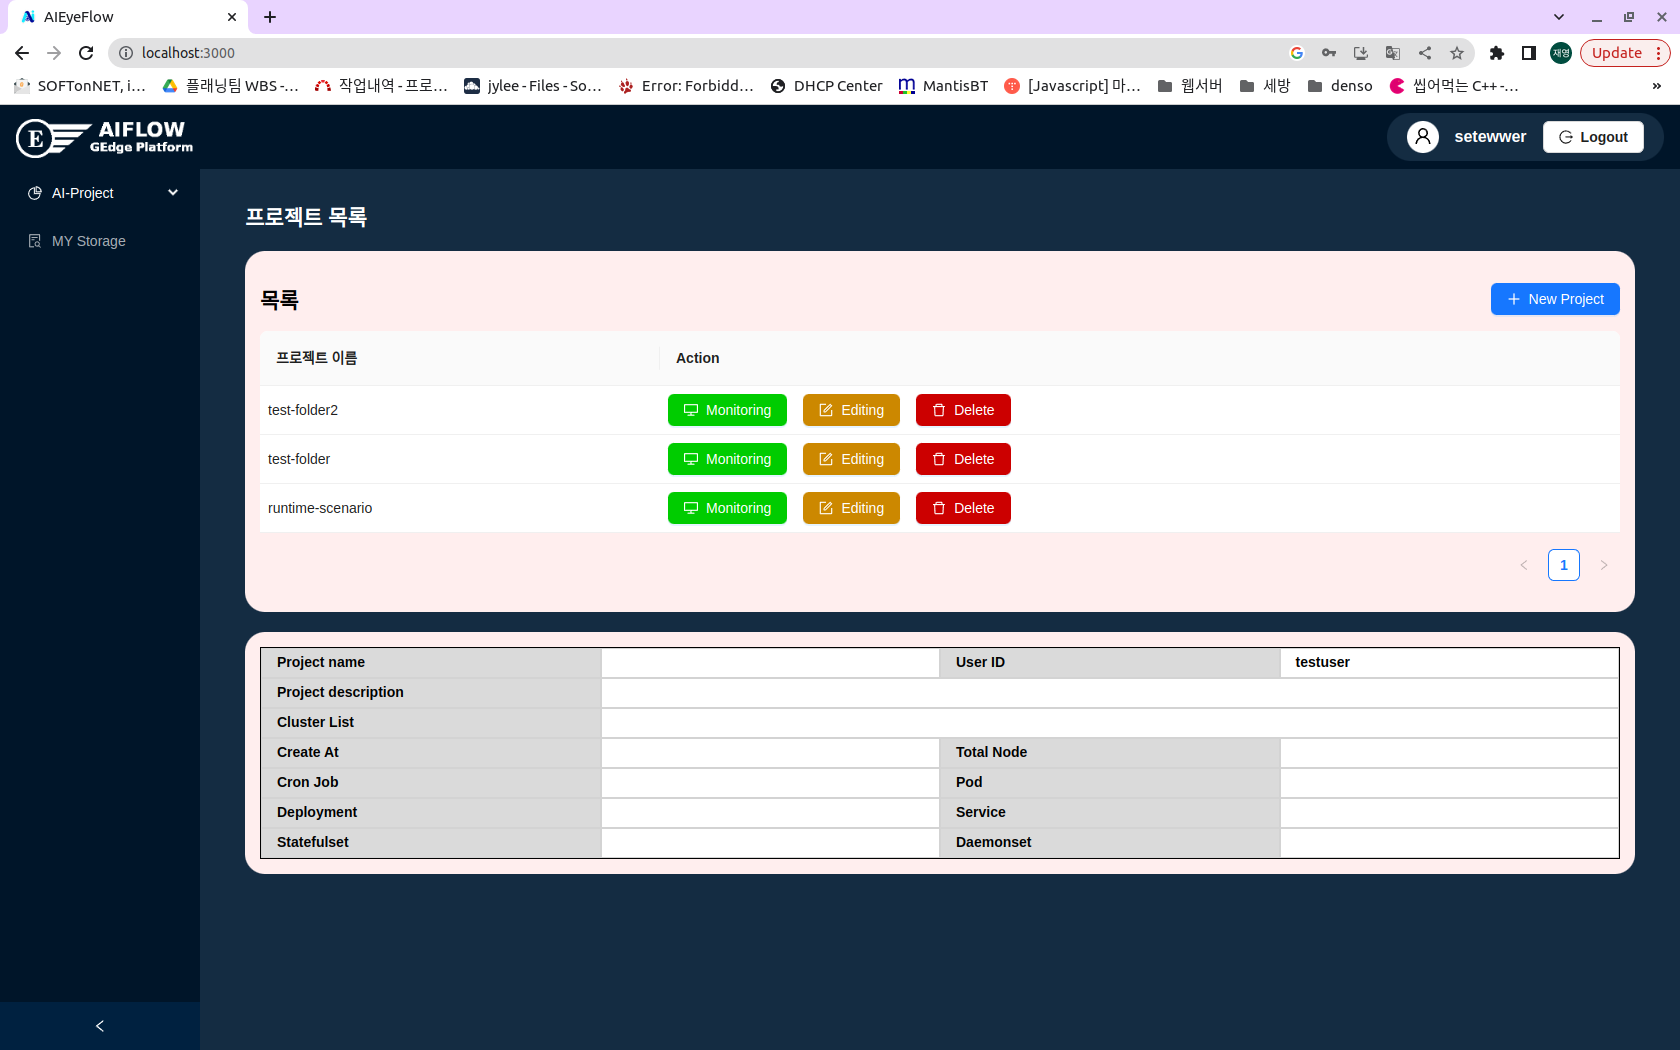 AIEyeFlow
localhost:3000
재영
Update
SOFTonNET, i...
플래닝팀 WBS -...
작업내역 - 프로...
jylee - Files - So...
Error: Forbidd...
DHCP Center
MantisBT
[Javascript] 마...
웹서버
세방
denso
씹어먹는 C++ -...
»
E
AIFLOW
GEdge Platform
setewwer
Logout
AI-Project
MY Storage
프로젝트 목록
목록
+ New Project
프로젝트 이름 Action
test-folder2 Monitoring Editing Delete
test-folder Monitoring Editing Delete
runtime-scenario Monitoring Editing Delete
< 1 >
Project name User ID testuser
Project description
Cluster List
Create At Total Node
Cron Job Pod
Deployment Service
Statefulset Daemonset
<